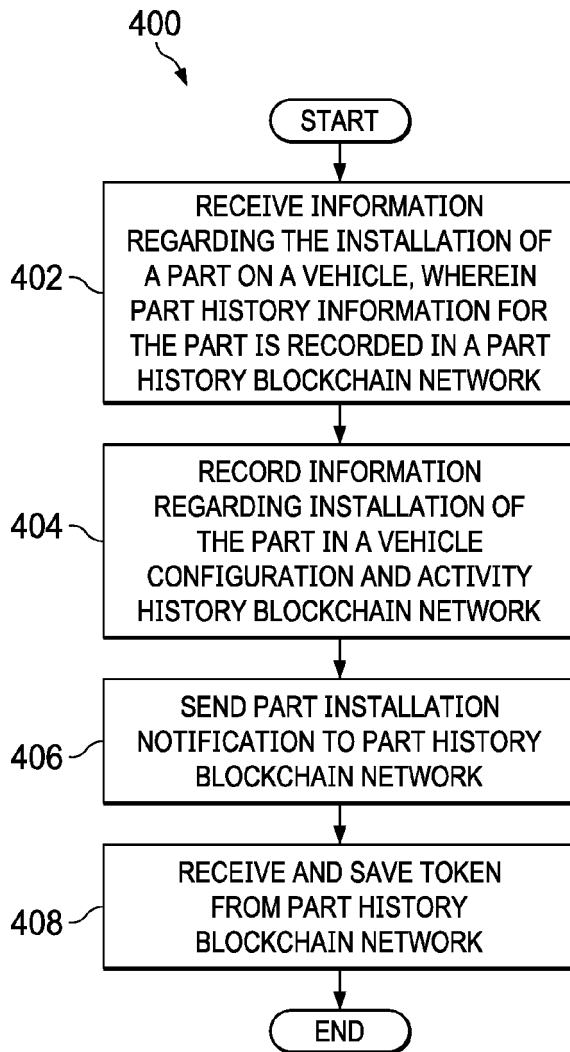 400
START
402
RECEIVE INFORMATION
REGARDING THE INSTALLATION OF
A PART ON A VEHICLE, WHEREIN
PART HISTORY INFORMATION FOR
THE PART IS RECORDED IN A PART
HISTORY BLOCKCHAIN NETWORK
404
RECORD INFORMATION
REGARDING INSTALLATION OF
THE PART IN A VEHICLE
CONFIGURATION AND ACTIVITY
HISTORY BLOCKCHAIN NETWORK
406
SEND PART INSTALLATION
NOTIFICATION TO PART HISTORY
BLOCKCHAIN NETWORK
408
RECEIVE AND SAVE TOKEN
FROM PART HISTORY
BLOCKCHAIN NETWORK
END